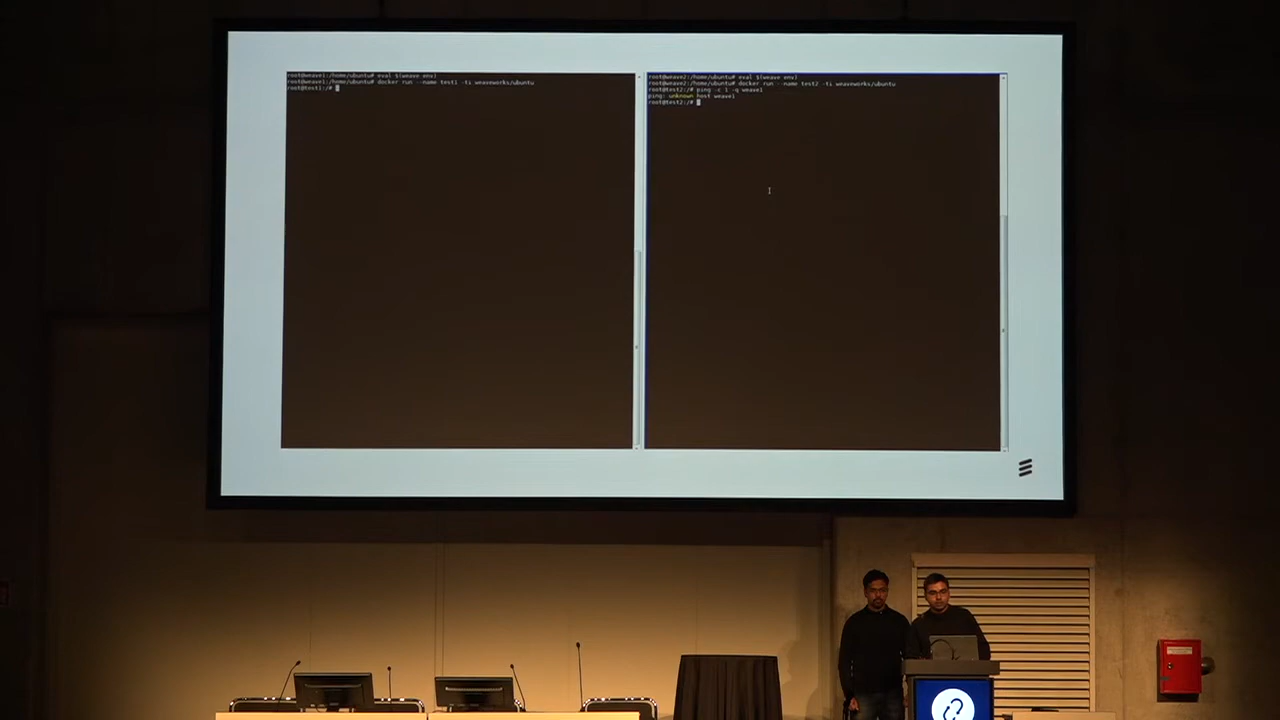 root@weave1:/home/ubuntu# eval $(weave env)
root@weave1:/home/ubuntu# docker run --name test1 -ti weaveworks/ubuntu
root@test1:/#
root@weave2:/home/ubuntu# eval $(weave env)
root@weave2:/home/ubuntu# docker run --name test2 -ti weaveworks/ubuntu
root@test2:/# ping -c 1 -q weave1
ping: unknown host weave1
root@test2:/#